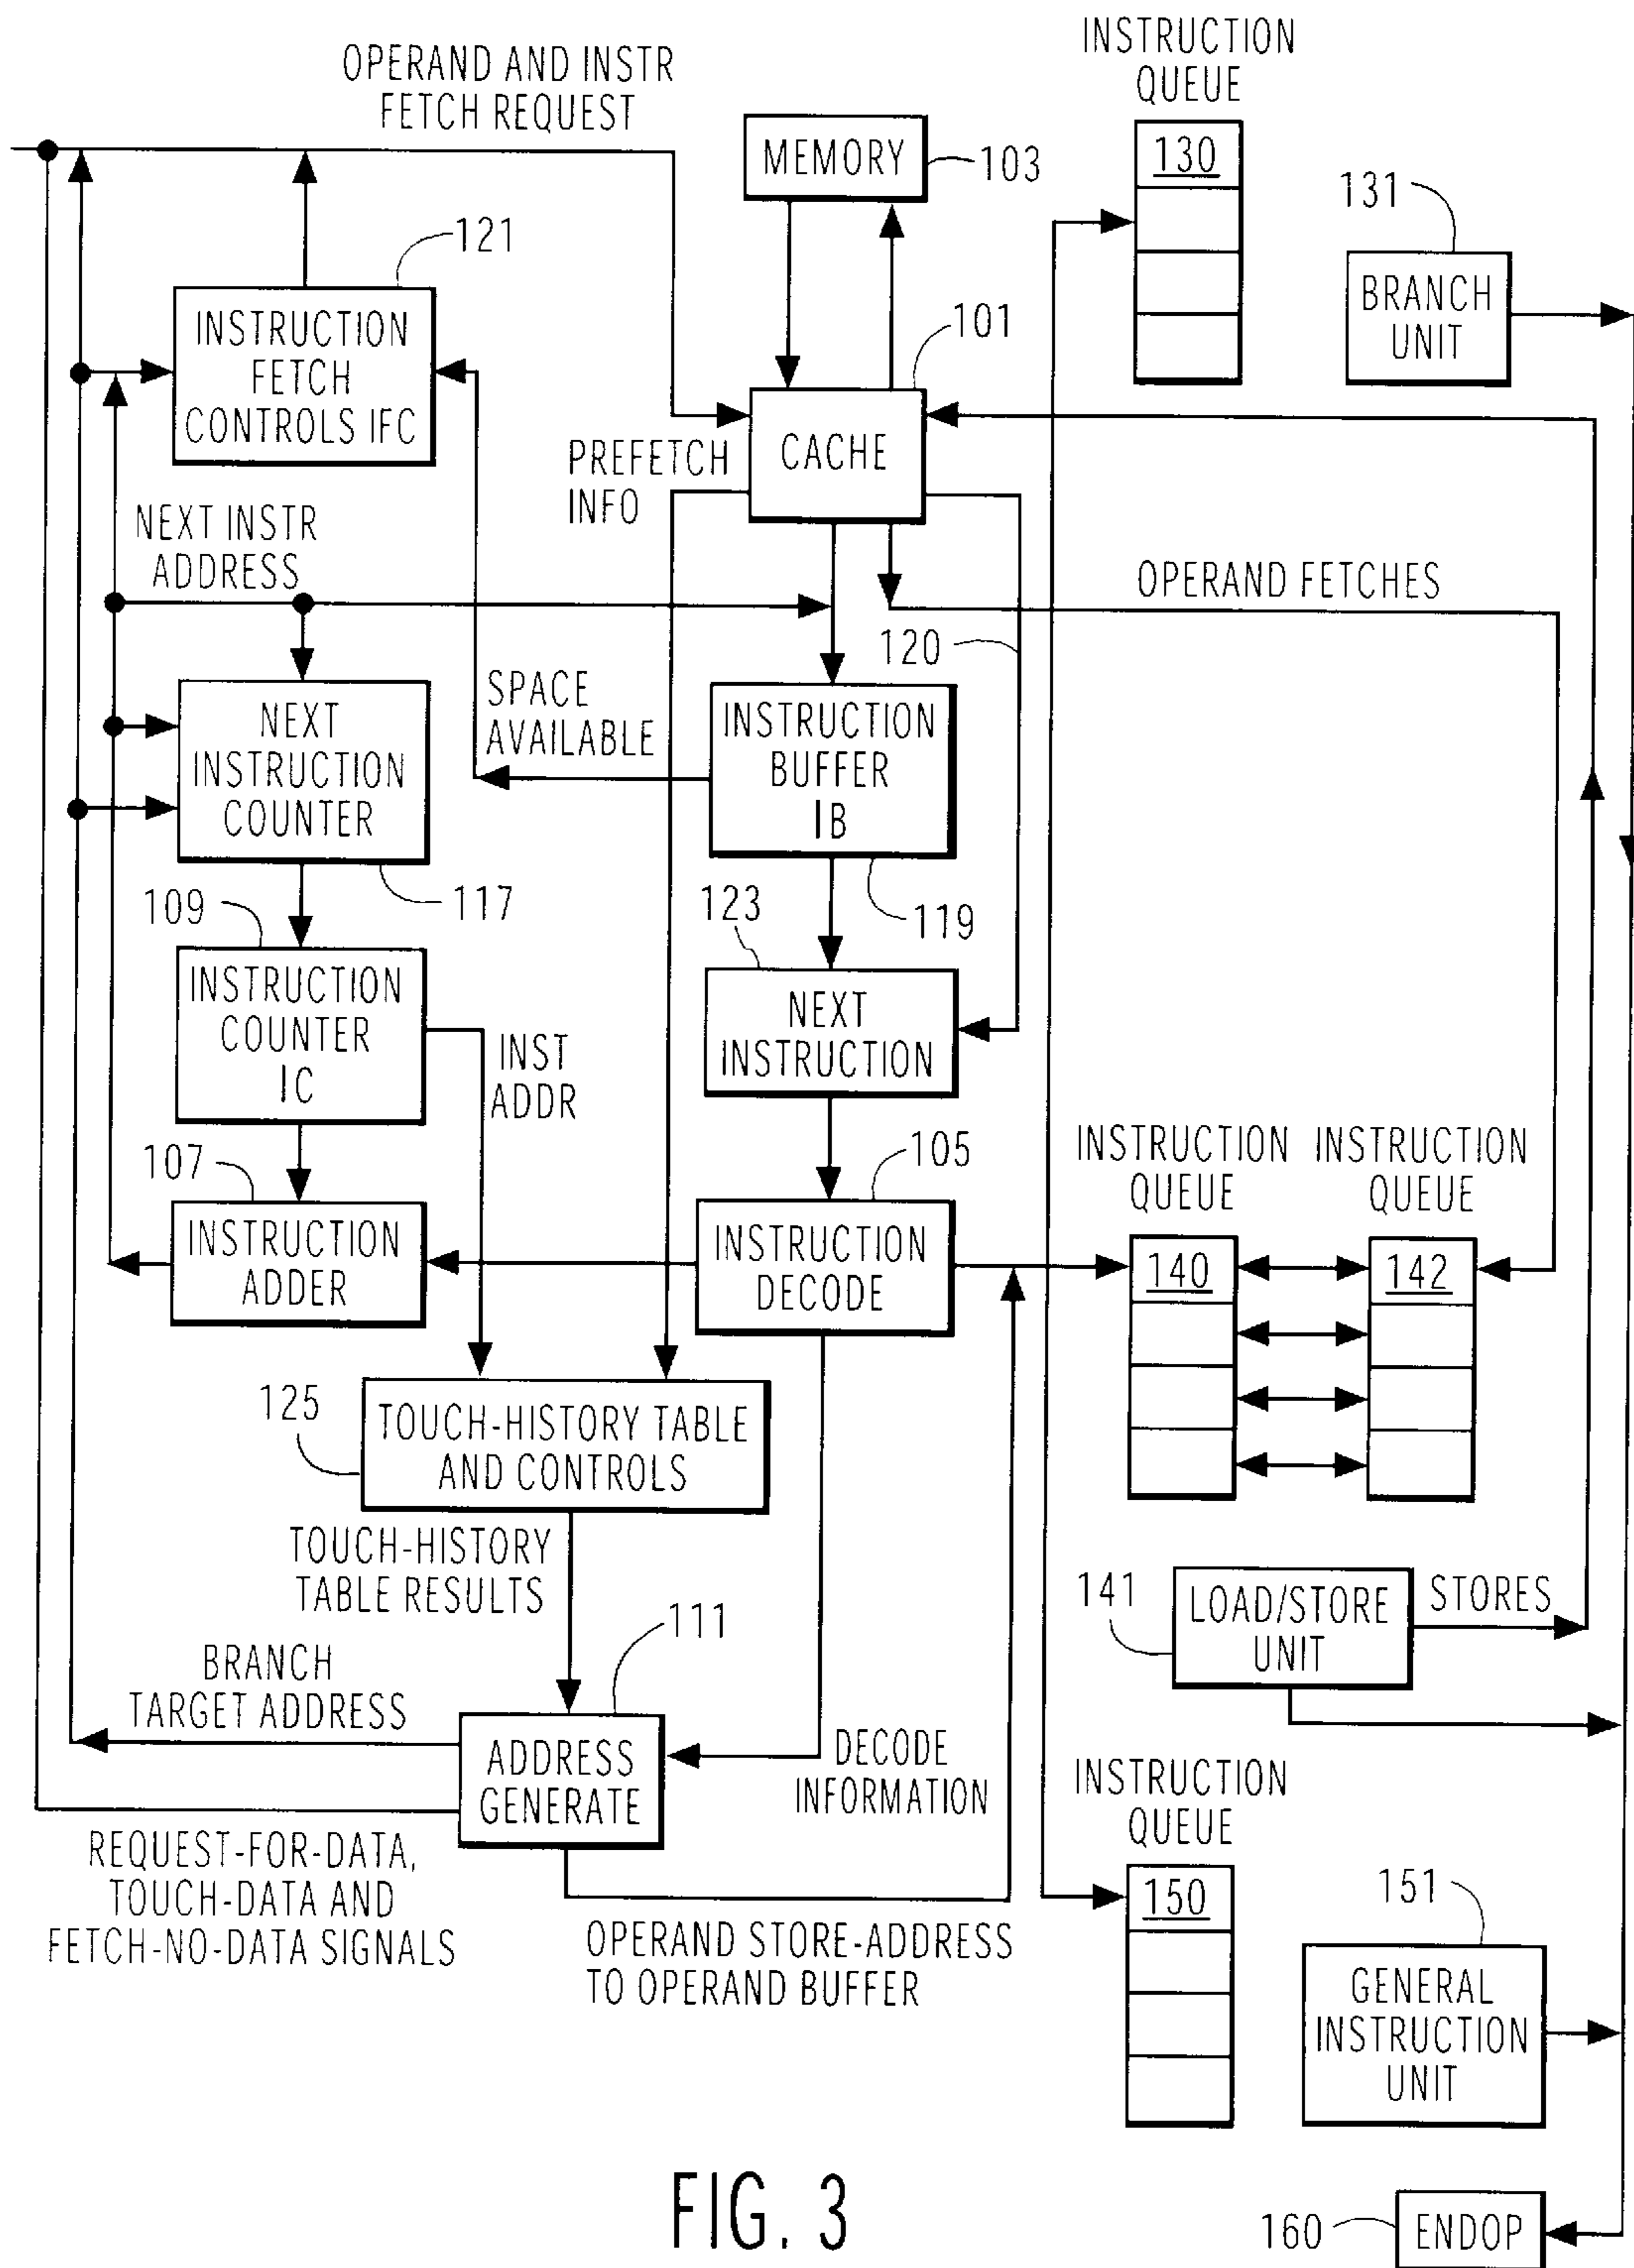 INSTRUCTION
QUEUE
OPERAND AND INSTR
FETCH REQUEST
MEMORY
103
130
131
121
INSTRUCTION
FETCH
CONTROLS IFC
BRANCH
UNIT
101
CACHE
PREFETCH
INFO
NEXT INSTR
ADDRESS
OPERAND FETCHES
120
SPACE
AVAILABLE
NEXT
INSTRUCTION
COUNTER
INSTRUCTION
BUFFER
IB
117
119
109
123
INSTRUCTION
COUNTER
IC
NEXT
INSTRUCTION
INST
ADDR
107
105
INSTRUCTION
QUEUE
INSTRUCTION
QUEUE
INSTRUCTION
ADDER
INSTRUCTION
DECODE
140
142
125
TOUCH-HISTORY TABLE
AND CONTROLS
TOUCH-HISTORY
TABLE RESULTS
141
LOAD/STORE
UNIT
STORES
111
BRANCH
TARGET ADDRESS
ADDRESS
GENERATE
DECODE
INFORMATION
INSTRUCTION
QUEUE
REQUEST-FOR-DATA,
TOUCH-DATA AND
FETCH-NO-DATA SIGNALS
150
151
OPERAND STORE-ADDRESS
TO OPERAND BUFFER
GENERAL
INSTRUCTION
UNIT
FIG. 3
160
ENDOP